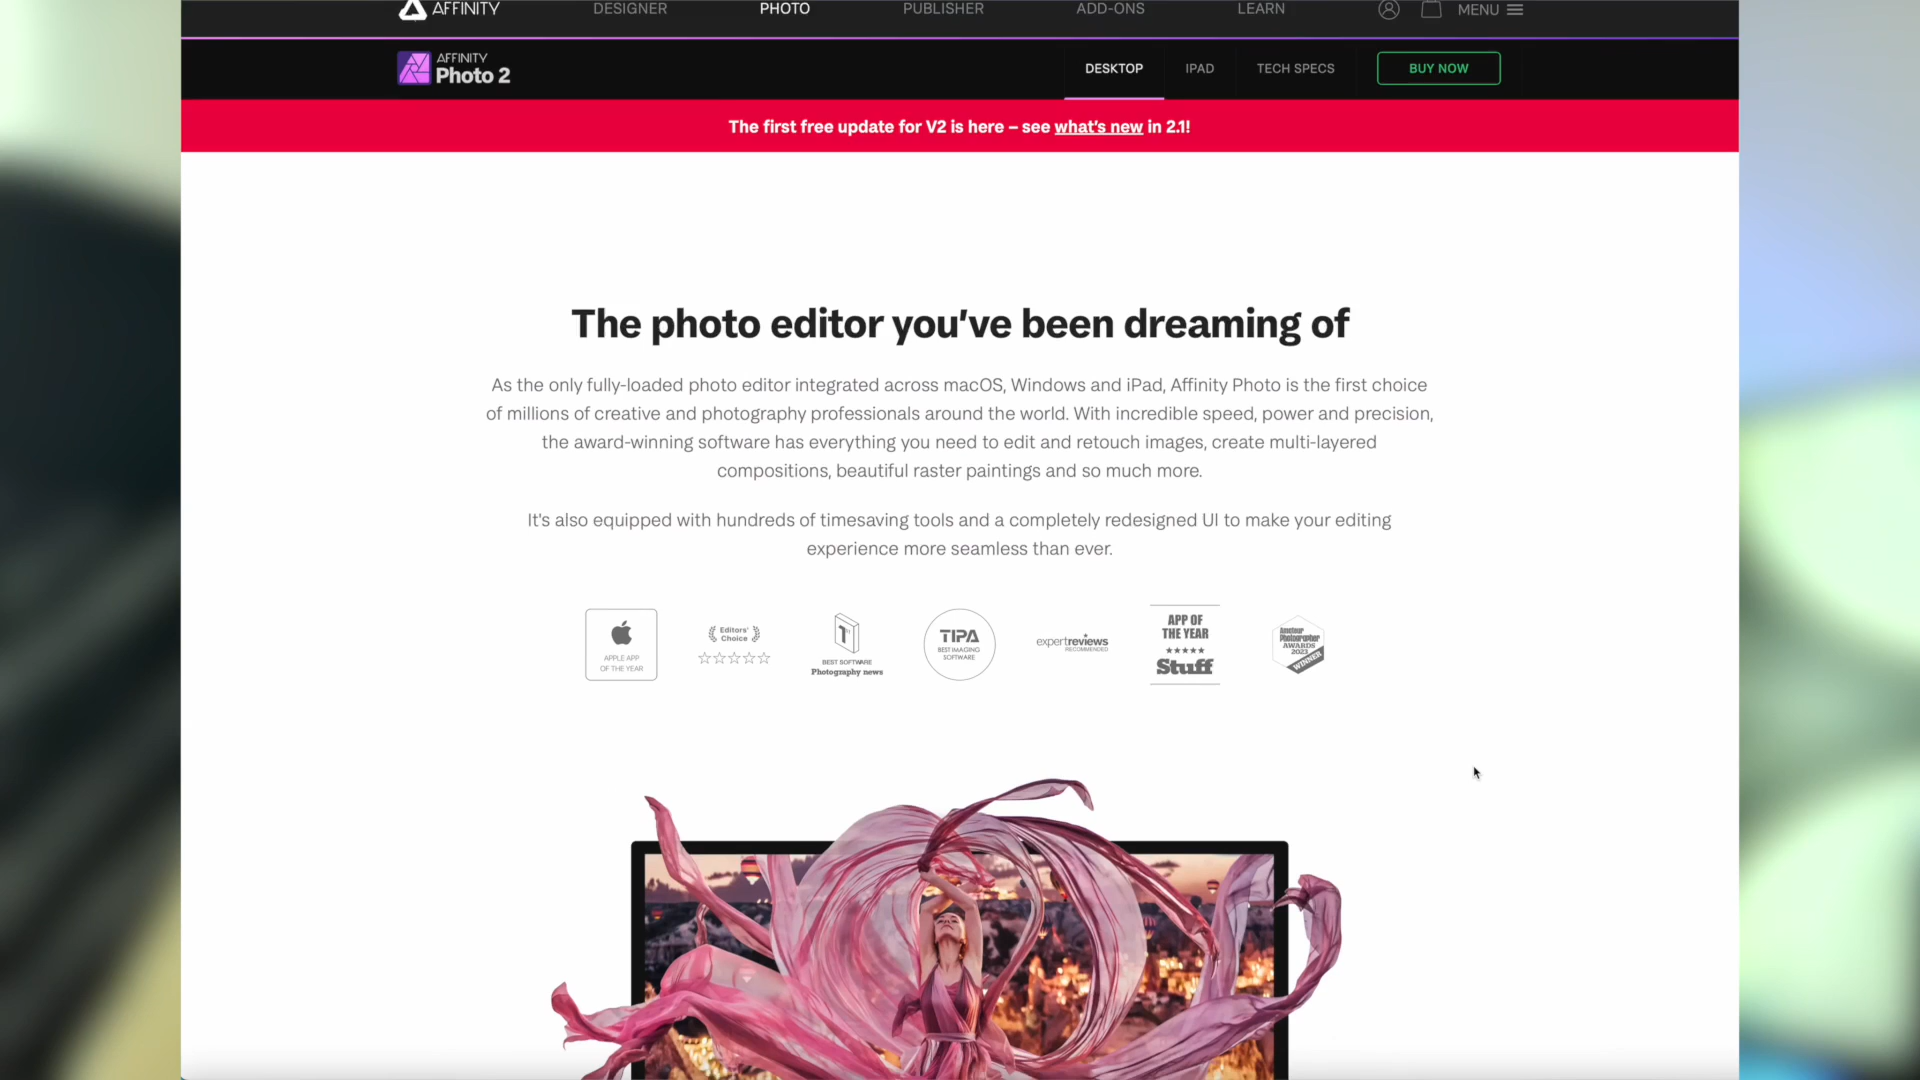 AFFINITY
DESIGNER
PHOTO
PUBLISHER
ADD-ONS
LEARN
MENU
AFFINITY
Photo 2
DESKTOP
IPAD
TECH SPECS
BUY NOW
The first free update for V2 is here – see what's new in 2.1!
The photo editor you've been dreaming of
As the only fully-loaded photo editor integrated across macOS, Windows and iPad, Affinity Photo is the first choice
of millions of creative and photography professionals around the world. With incredible speed, power and precision,
the award-winning software has everything you need to edit and retouch images, create multi-layered
compositions, beautiful raster paintings and so much more.
It's also equipped with hundreds of timesaving tools and a completely redesigned UI to make your editing
experience more seamless than ever.
APPLE APP
OF THE YEAR
Editors'
Choice
BEST SOFTWARE
Photography news
TIPA
BEST IMAGING
SOFTWARE
expertreviews
RECOMMENDED
APP OF
THE YEAR
Stuff
Amateur
Photographer
AWARDS
2023
WINNER